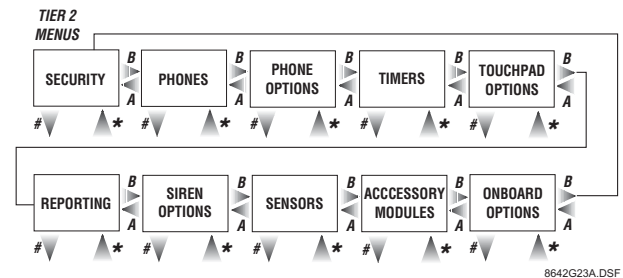 TIER 2
MENUS
B B B B B
SECURITY PHONES PHONE OPTIONS TIMERS TOUCHPAD OPTIONS
A A A A A
# * # * # * # * # *
B B B B B
REPORTING SIREN OPTIONS SENSORS ACCCESSORY MODULES ONBOARD OPTIONS
A A A A A
# * # * # * # * # *
8642G23A.DSF